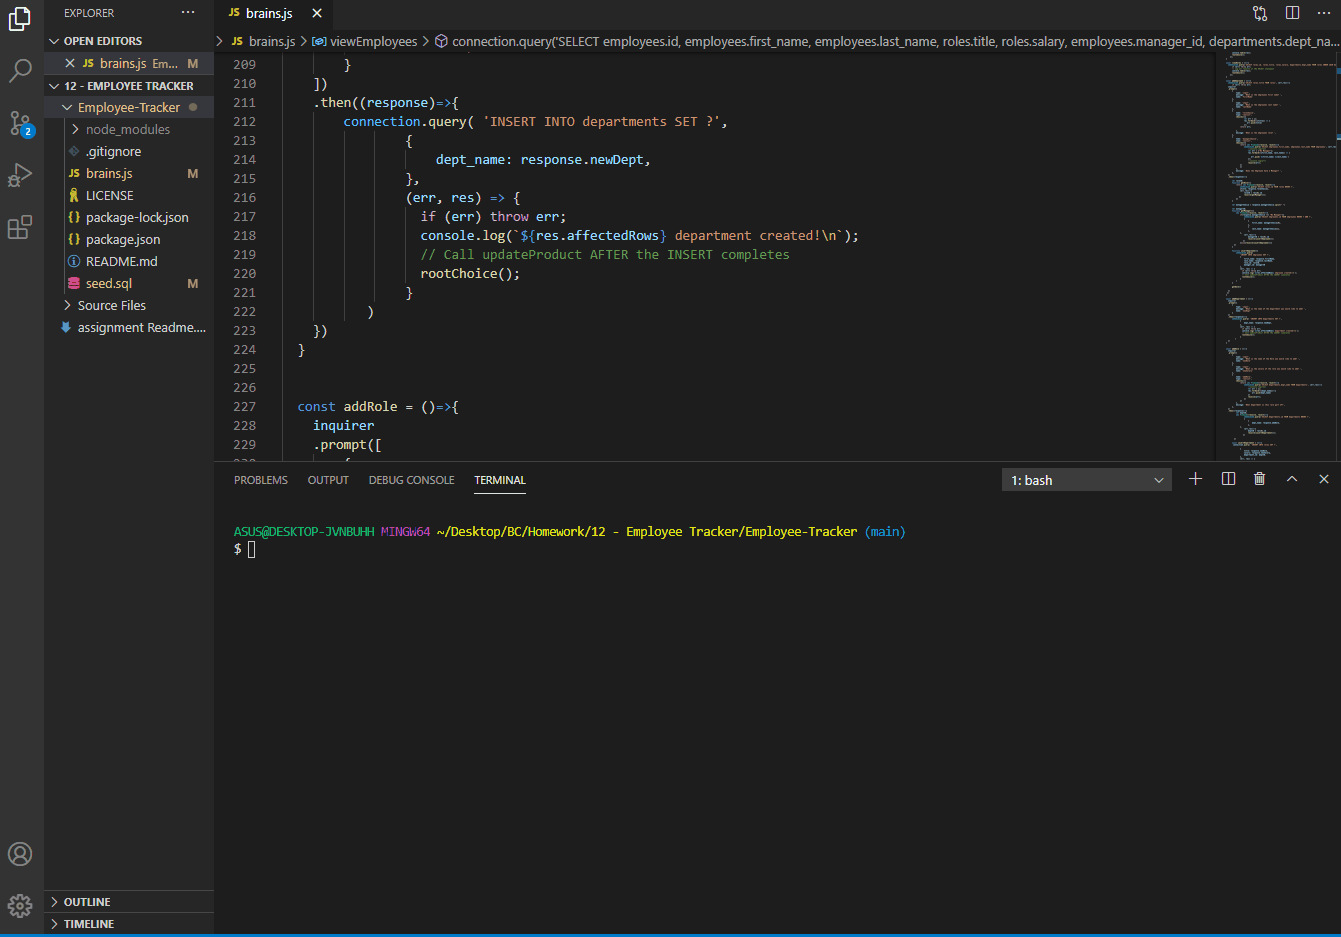 EXPLORER
OPEN EDITORS
JS brains.js Em... M
12 - EMPLOYEE TRACKER
Employee-Tracker
node_modules
.gitignore
JS brains.js M
LICENSE
{} package-lock.json
{} package.json
README.md
seed.sql M
Source Files
assignment Readme....
OUTLINE
TIMELINE
2
JS brains.js
JS brains.js > viewEmployees > connection.query('SELECT employees.id, employees.first_name, employees.last_name, roles.title, roles.salary, employees.manager_id, departments.dept_na...
209 }
210 ])
211 .then((response)=>{
212 connection.query( 'INSERT INTO departments SET ?',
213 {
214 dept_name: response.newDept,
215 },
216 (err, res) => {
217 if (err) throw err;
218 console.log(`${res.affectedRows} department created!\n`);
219 // Call updateProduct AFTER the INSERT completes
220 rootChoice();
221 }
222 )
223 })
224 }
225
226
227 const addRole = ()=>{
228 inquirer
229 .prompt([
PROBLEMS OUTPUT DEBUG CONSOLE TERMINAL 1: bash
ASUS@DESKTOP-JVNBUHH MINGW64 ~/Desktop/BC/Homework/12 - Employee Tracker/Employee-Tracker (main)
$